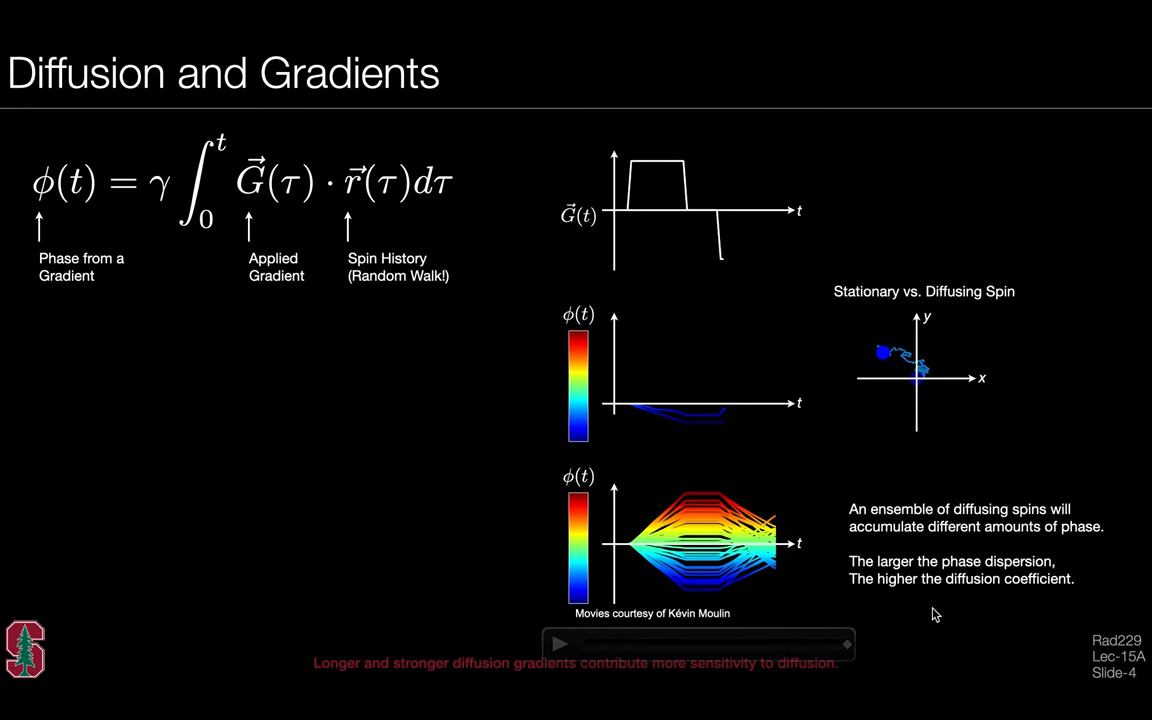 Diffusion and Gradients
ϕ(t) = γ ∫₀ᵗ G⃗(τ) · r⃗(τ)dτ
Phase from a
Gradient
Applied
Gradient
Spin History
(Random Walk!)
G⃗(t)
t
ϕ(t)
t
Stationary vs. Diffusing Spin
y
x
ϕ(t)
t
An ensemble of diffusing spins will
accumulate different amounts of phase.
The larger the phase dispersion,
The higher the diffusion coefficient.
Movies courtesy of Kévin Moulin
Longer and stronger diffusion gradients contribute more sensitivity to diffusion.
S
Rad229
Lec-15A
Slide-4